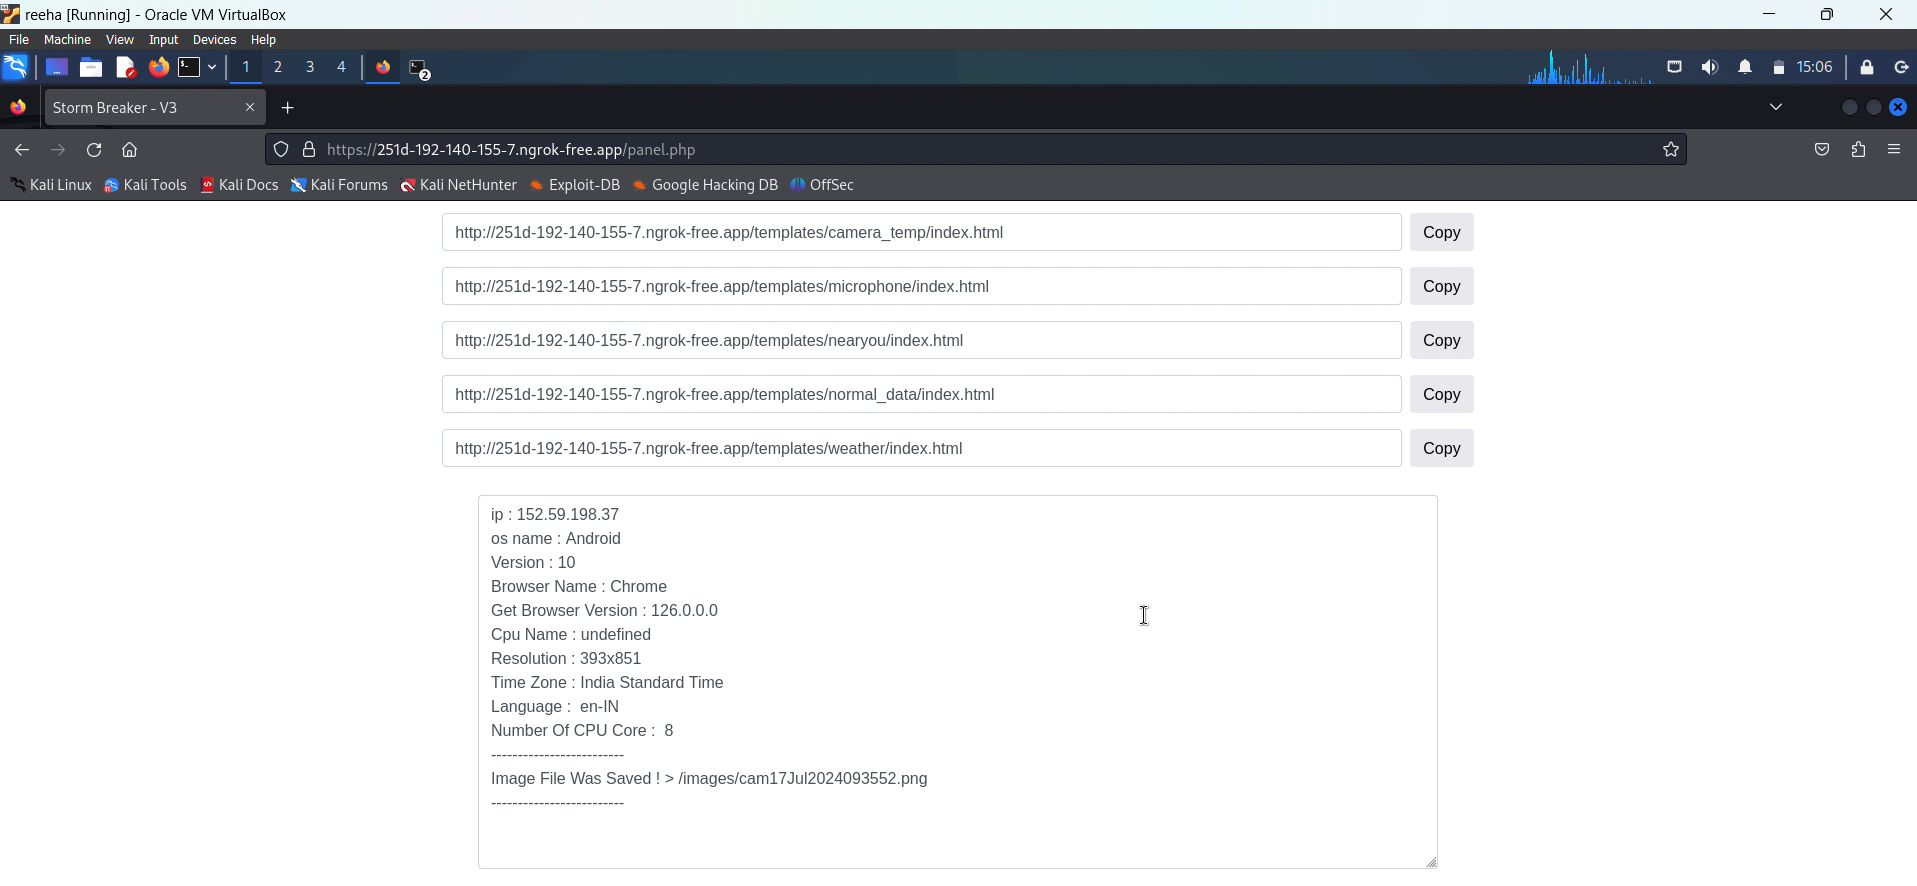 reeha [Running] - Oracle VM VirtualBox
File Machine View Input Devices Help
1 2 3 4 2 15:06
Storm Breaker - V3
https://251d-192-140-155-7.ngrok-free.app/panel.php
Kali Linux Kali Tools Kali Docs Kali Forums Kali NetHunter Exploit-DB Google Hacking DB OffSec
http://251d-192-140-155-7.ngrok-free.app/templates/camera_temp/index.html Copy
http://251d-192-140-155-7.ngrok-free.app/templates/microphone/index.html Copy
http://251d-192-140-155-7.ngrok-free.app/templates/nearyou/index.html Copy
http://251d-192-140-155-7.ngrok-free.app/templates/normal_data/index.html Copy
http://251d-192-140-155-7.ngrok-free.app/templates/weather/index.html Copy
ip : 152.59.198.37
os name : Android
Version : 10
Browser Name : Chrome
Get Browser Version : 126.0.0.0
Cpu Name : undefined
Resolution : 393x851
Time Zone : India Standard Time
Language :  en-IN
Number Of CPU Core :  8
-------------------------
Image File Was Saved ! > /images/cam17Jul2024093552.png
-------------------------